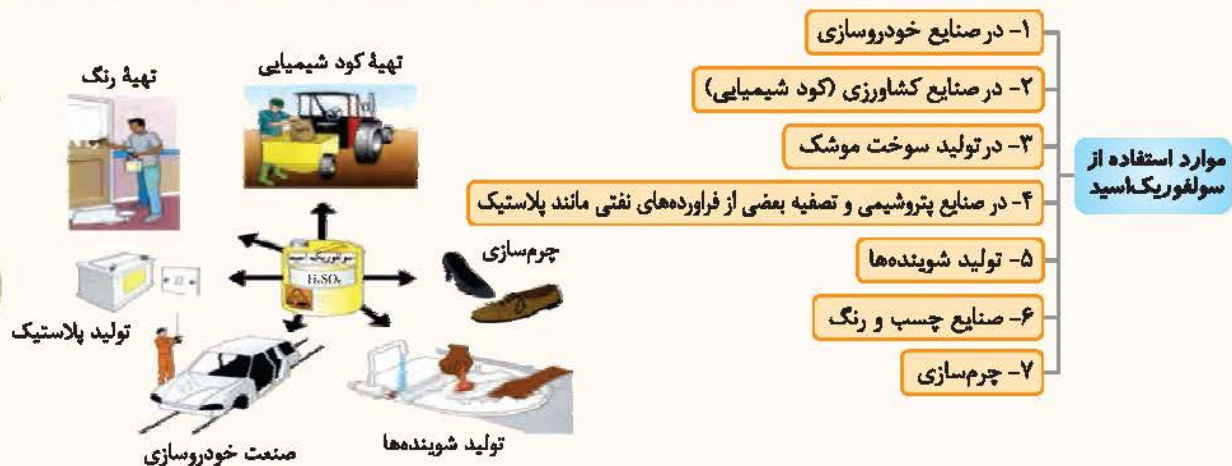 موارد استفاده از
سولفوریک‌اسید
۱- در صنایع خودروسازی
۲- در صنایع کشاورزی (کود شیمیایی)
۳- در تولید سوخت موشک
۴- در صنایع پتروشیمی و تصفیه بعضی از فراورده‌های نفتی مانند پلاستیک
۵- تولید شوینده‌ها
۶- صنایع چسب و رنگ
۷- چرم‌سازی
تهیهٔ کود شیمیایی
تهیهٔ رنگ
سولفوریک اسید
H₂SO₄
چرم‌سازی
تولید پلاستیک
تولید شوینده‌ها
صنعت خودروسازی